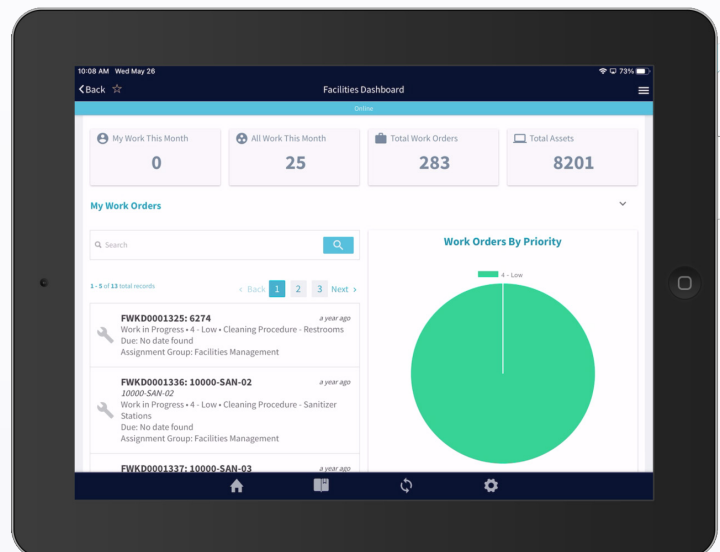 10:08 AM Wed May 26
73%
Back
Facilities Dashboard
Online
My Work This Month
0
All Work This Month
25
Total Work Orders
283
Total Assets
8201
My Work Orders
Search
1 - 5 of 13 total records
‹ Back 1 2 3 Next ›
FWKD0001325: 6274 a year ago
Work in Progress • 4 - Low • Cleaning Procedure - Restrooms
Due: No date found
Assignment Group: Facilities Management
FWKD0001336: 10000-SAN-02 a year ago
10000-SAN-02
Work in Progress • 4 - Low • Cleaning Procedure - Sanitizer
Stations
Due: No date found
Assignment Group: Facilities Management
FWKD0001337: 10000-SAN-03 a year ago
Work Orders By Priority
4 - Low